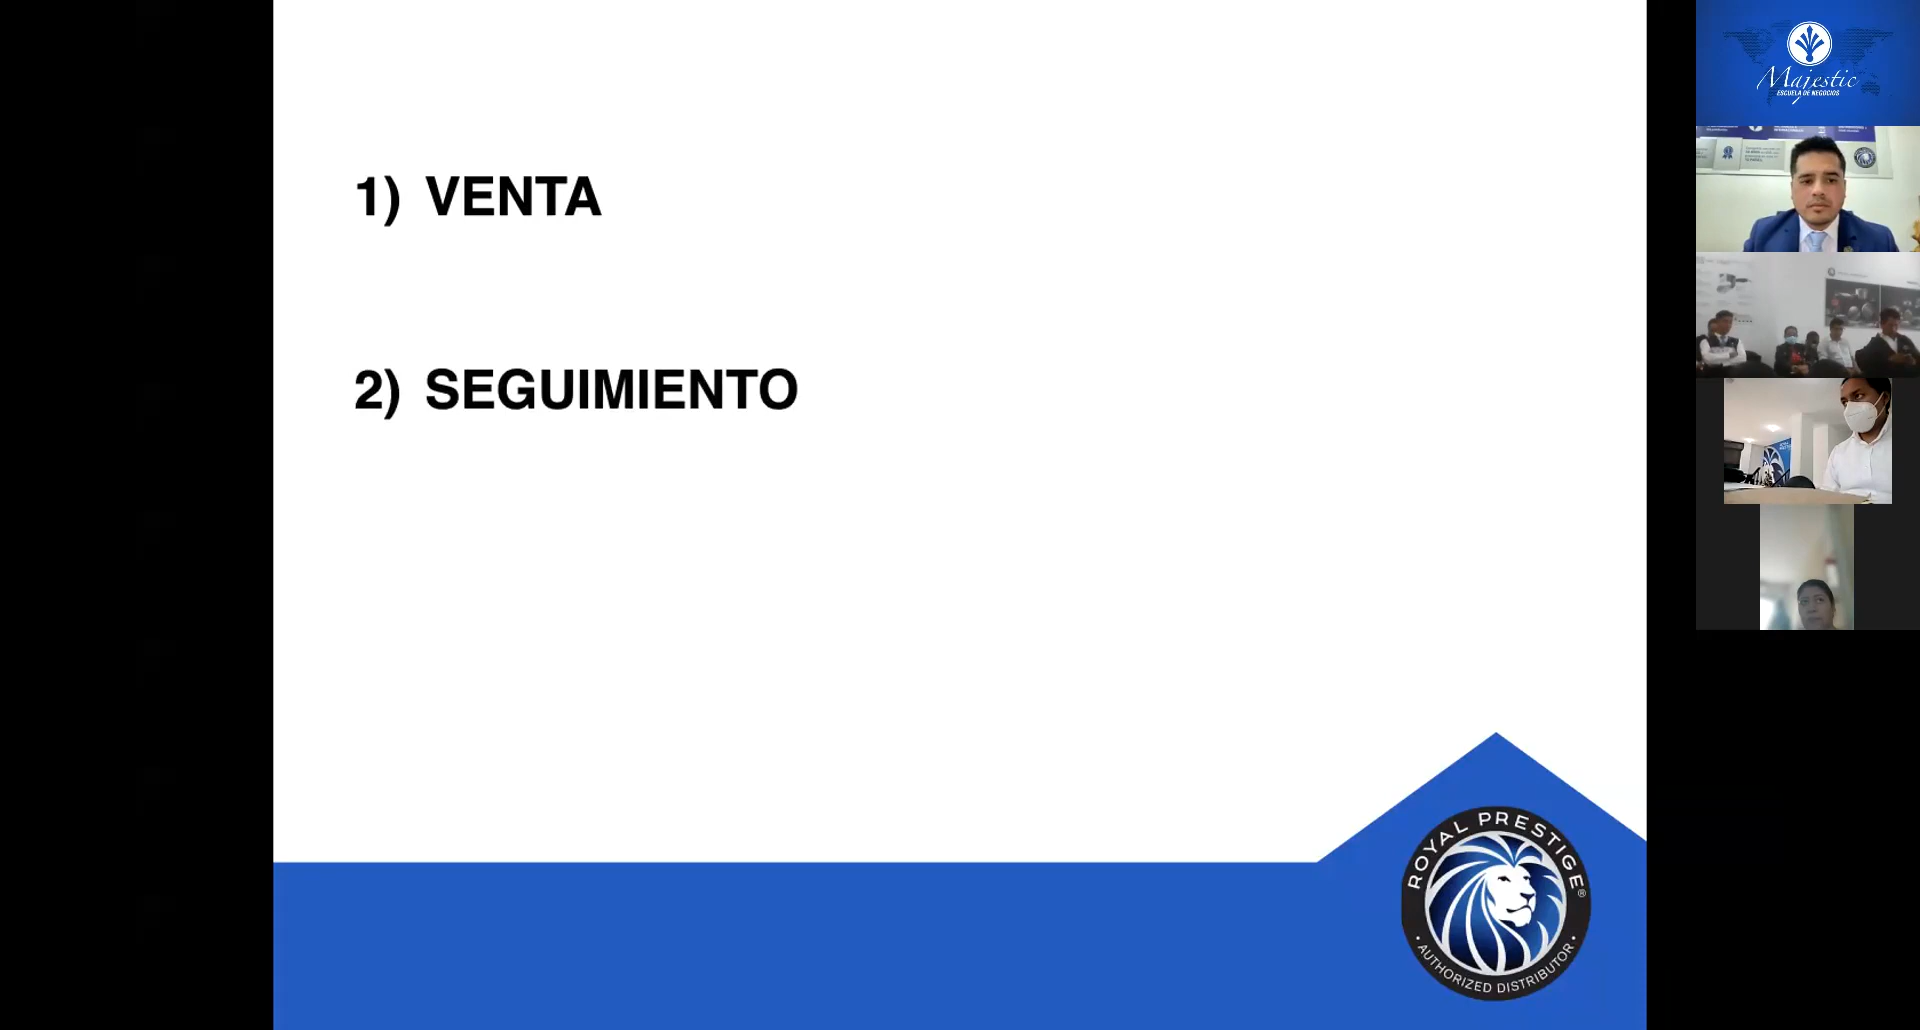 1) VENTA
2) SEGUIMIENTO
ROYAL PRESTIGE®
• AUTHORIZED DISTRIBUTOR •
Majestic
ESCUELA DE NEGOCIOS